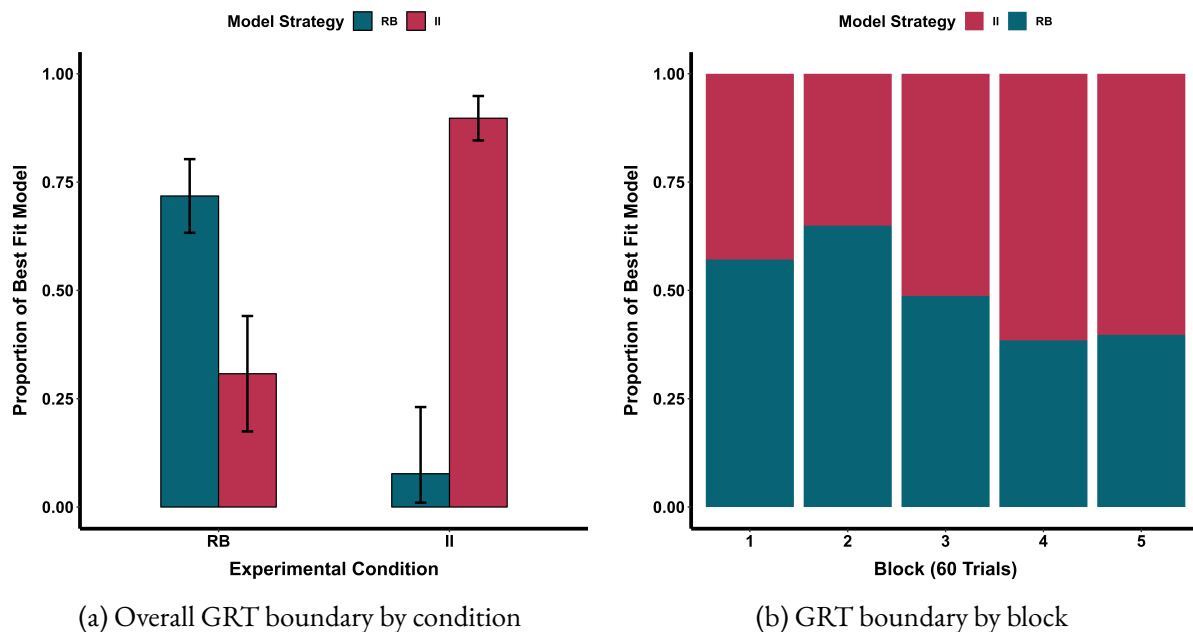 Model Strategy RB II
Proportion of Best Fit Model
1.00
0.75
0.50
0.25
0.00
RB II
Experimental Condition
(a) Overall GRT boundary by condition
Model Strategy II RB
Proportion of Best Fit Model
1.00
0.75
0.50
0.25
0.00
1 2 3 4 5
Block (60 Trials)
(b) GRT boundary by block